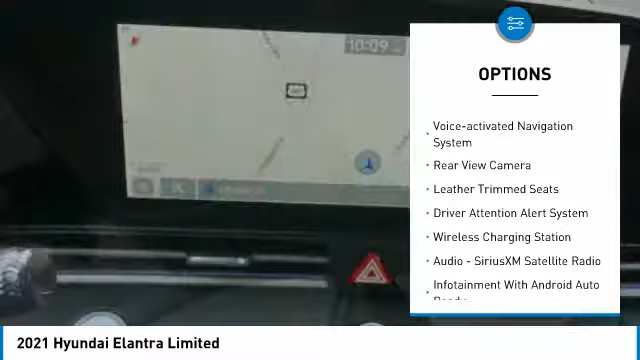 10:09
OPTIONS
Voice-activated Navigation
System
Rear View Camera
Leather Trimmed Seats
Driver Attention Alert System
Wireless Charging Station
Audio - SiriusXM Satellite Radio
Infotainment With Android Auto
2021 Hyundai Elantra Limited